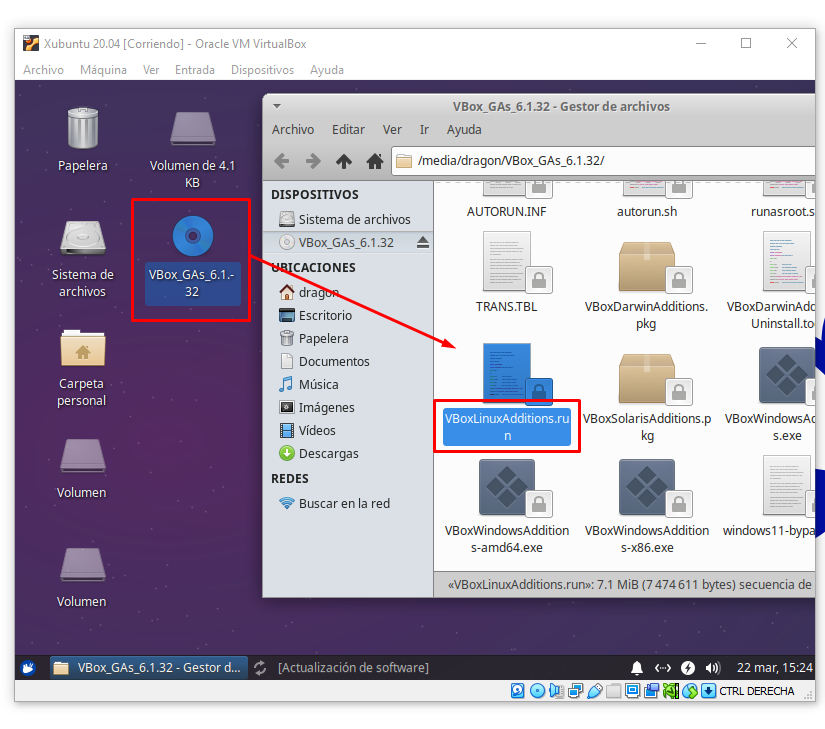 Xubuntu 20.04 [Corriendo] - Oracle VM VirtualBox
Archivo Máquina Ver Entrada Dispositivos Ayuda
Papelera
Volumen de 4.1
KB
Sistema de
archivos
VBox_GAs_6.1.-
32
Carpeta
personal
Volumen
Volumen
VBox_GAs_6.1.32 - Gestor de archivos
Archivo Editar Ver Ir Ayuda
/media/dragon/VBox_GAs_6.1.32/
DISPOSITIVOS
Sistema de archivos
VBox_GAs_6.1.32
UBICACIONES
dragon
Escritorio
Papelera
Documentos
Música
Imágenes
Vídeos
Descargas
REDES
Buscar en la red
AUTORUN.INF
autorun.sh
runasroot.s
TRANS.TBL
VBoxDarwinAdditions.
pkg
VBoxDarwinAd
Uninstall.to
VBoxLinuxAdditions.ru
n
VBoxSolarisAdditions.p
kg
VBoxWindowsAd
s.exe
VBoxWindowsAddition
s-amd64.exe
VBoxWindowsAddition
s-x86.exe
windows11-bypa
«VBoxLinuxAdditions.run»: 7.1 MiB (7 474 611 bytes) secuencia de
VBox_GAs_6.1.32 - Gestor d... [Actualización de software] 22 mar, 15:24
CTRL DERECHA